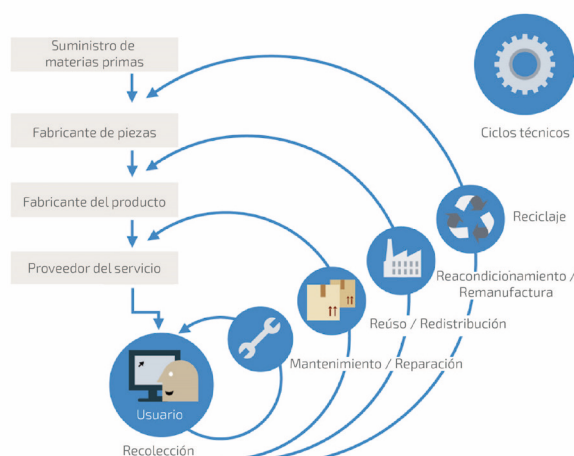 Suministro de
materias primas
Fabricante de piezas
Ciclos técnicos
Fabricante del producto
Reciclaje
Proveedor del servicio
Reacondicionamiento /
Remanufactura
Reúso / Redistribución
Mantenimiento / Reparación
Usuario
Recolección